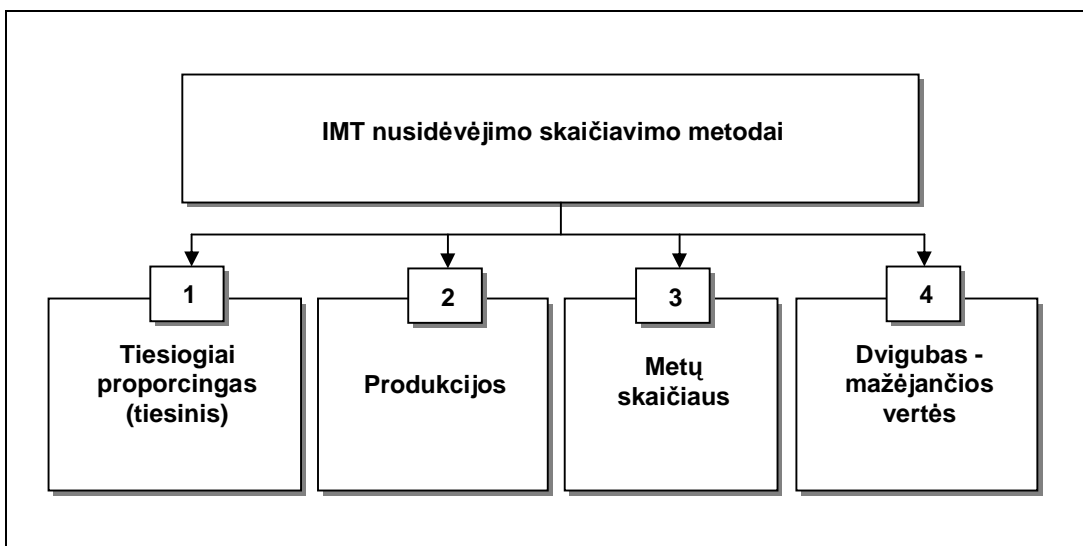 IMT nusidėvėjimo skaičiavimo metodai
1
2
3
4
Tiesiogiai
proporcingas
(tiesinis)
Produkcijos
Metų
skaičiaus
Dvigubas -
mažėjančios
vertės